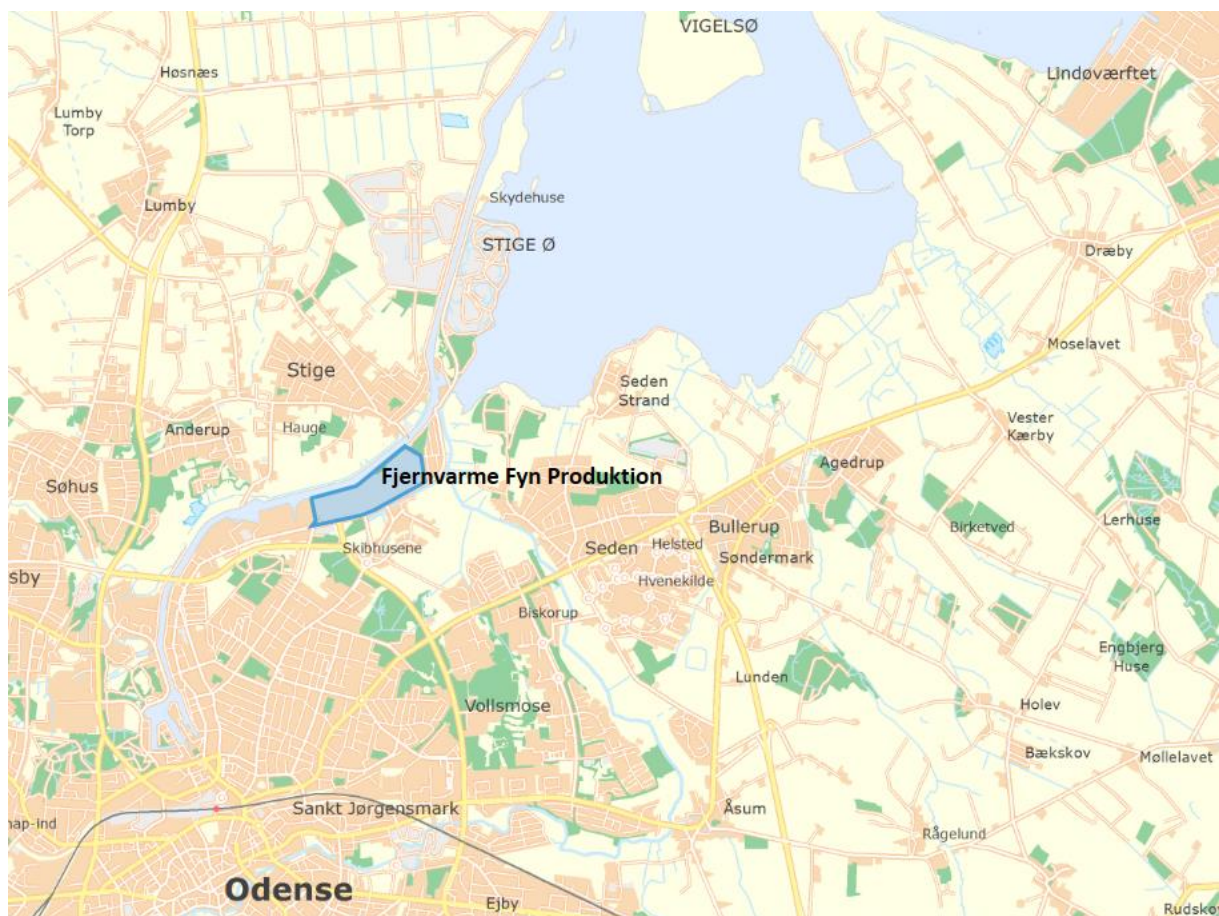 VIGELSØ
Høsnæs
Lindøværftet
Lumby
Torp
Lumby
Skydehuse
STIGE Ø
Dræby
Moselavet
Stige
Seden
Strand
Vester
Kærby
Anderup
Hauge
Agedrup
Fjernvarme Fyn Produktion
Søhus
Lerhuse
Birketved
Bullerup
Skibhusene
Seden
Helsted
Søndermark
sby
Hvenekilde
Biskorup
Engbjerg
Huse
Lunden
Vollsmose
Holev
Bækskov
Møllelavet
Sankt Jørgensmark
Åsum
nap-ind
Rågelund
Odense
Ejby
Rudskov